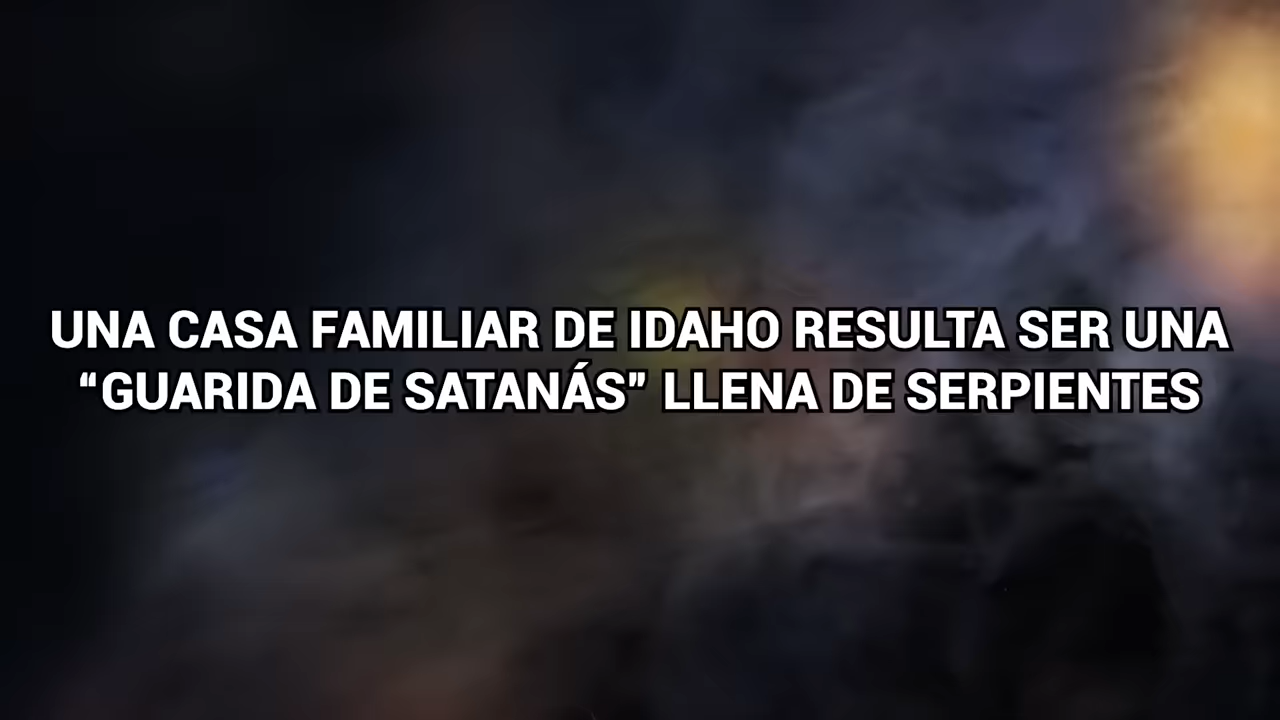 UNA CASA FAMILIAR DE IDAHO RESULTA SER UNA
“GUARIDA DE SATANÁS” LLENA DE SERPIENTES